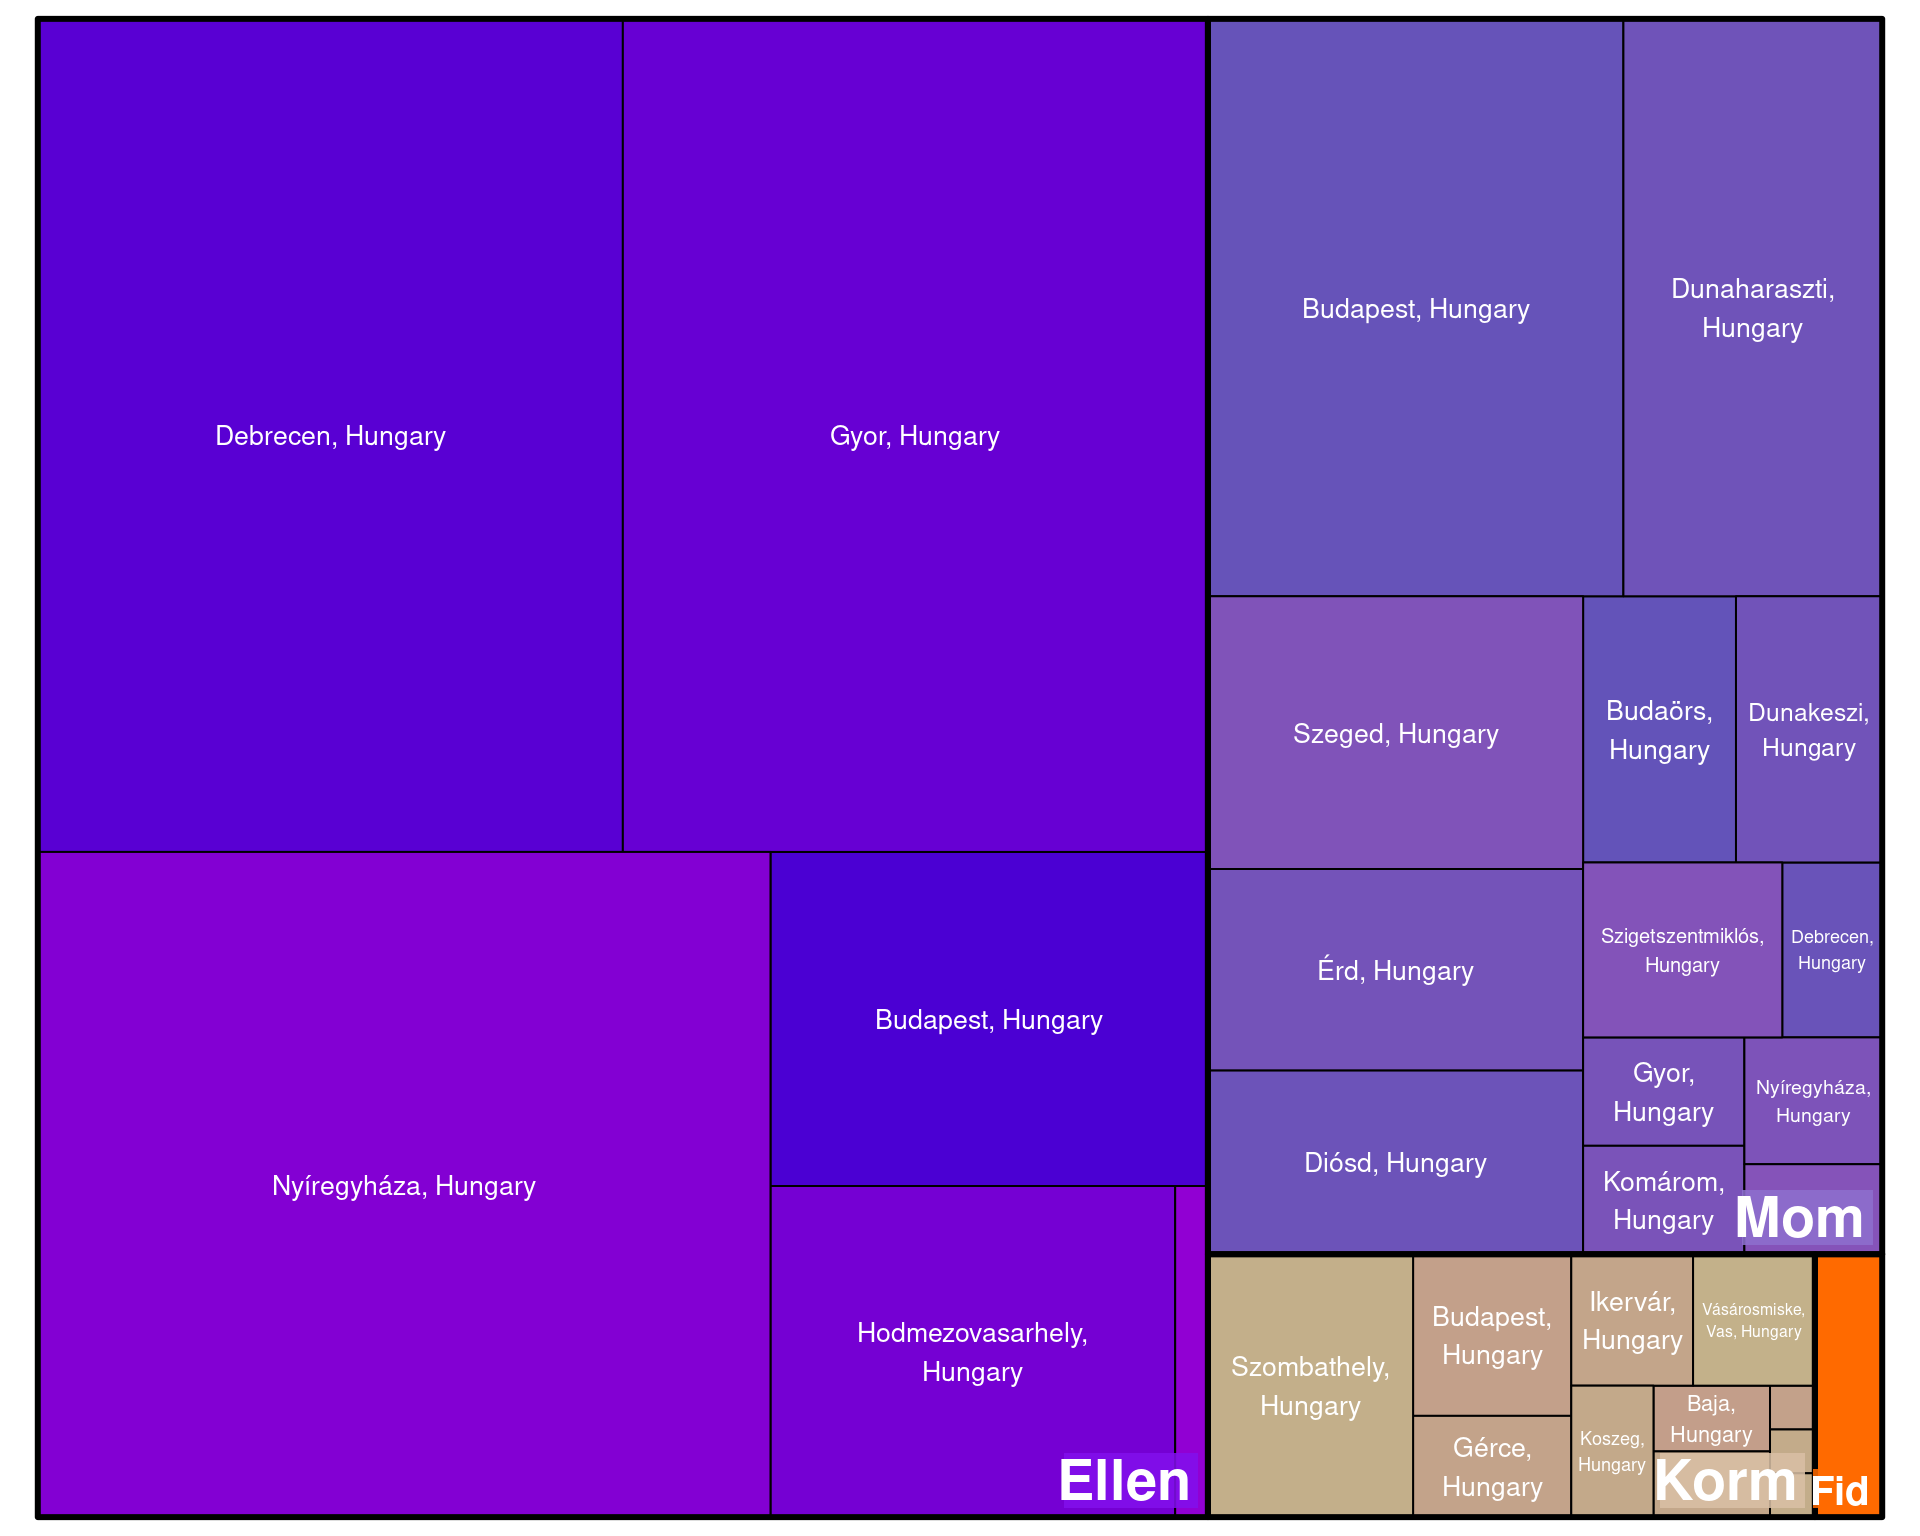 Debrecen, Hungary
Gyor, Hungary
Nyíregyháza, Hungary
Budapest, Hungary
Hodmezovasarhely,
Hungary
Ellen
Budapest, Hungary
Dunaharaszti,
Hungary
Szeged, Hungary
Budaörs,
Hungary
Dunakeszi,
Hungary
Érd, Hungary
Szigetszentmiklós,
Hungary
Debrecen,
Hungary
Diósd, Hungary
Gyor,
Hungary
Nyíregyháza,
Hungary
Komárom,
Hungary
Mom
Szombathely,
Hungary
Budapest,
Hungary
Ikervár,
Hungary
Vásárosmiske,
Vas, Hungary
Gérce,
Hungary
Koszeg,
Hungary
Baja,
Hungary
Korm
Fid